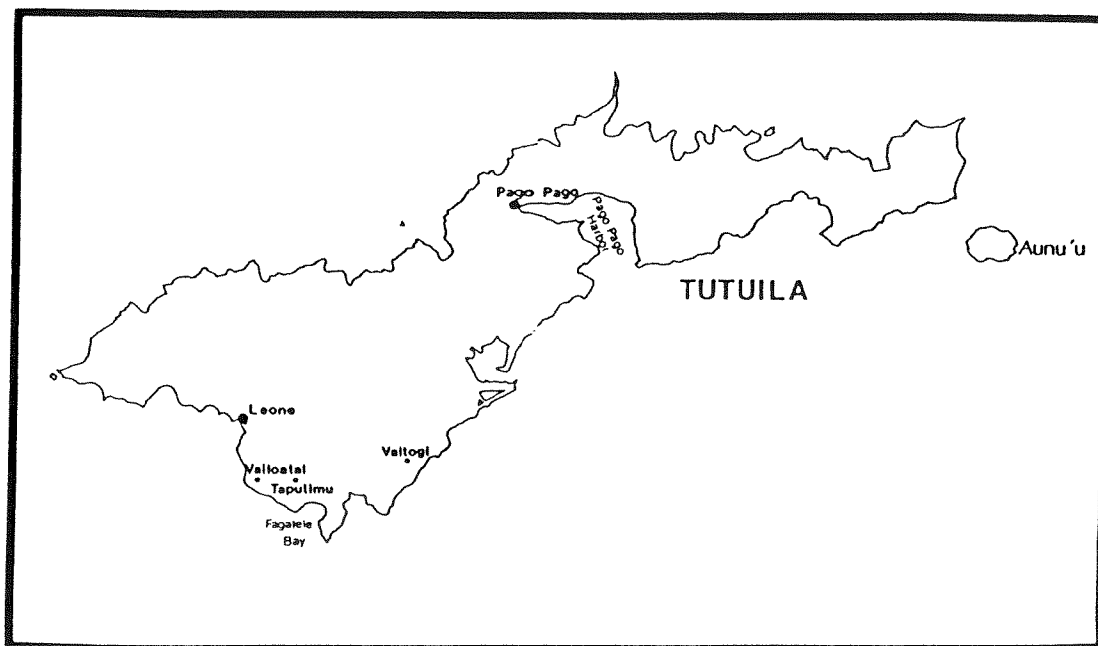 Pago Pago
Pago Pago
Harbor
Aunu'u
TUTUILA
Leone
Vaitogi
Vailoatai
Taputimu
Fagatele
Bay